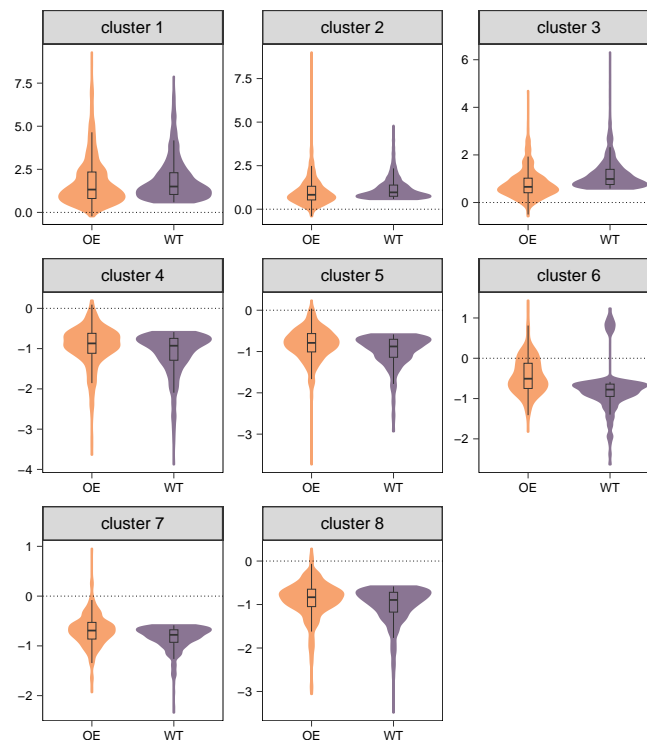 cluster 1
7.5
5.0
2.5
0.0
OE WT
cluster 2
7.5
5.0
2.5
0.0
OE WT
cluster 3
6
4
2
0
OE WT
cluster 4
0
−1
−2
−3
−4
OE WT
cluster 5
0
−1
−2
−3
OE WT
cluster 6
1
0
−1
−2
OE WT
cluster 7
1
0
−1
−2
OE WT
cluster 8
0
−1
−2
−3
OE WT